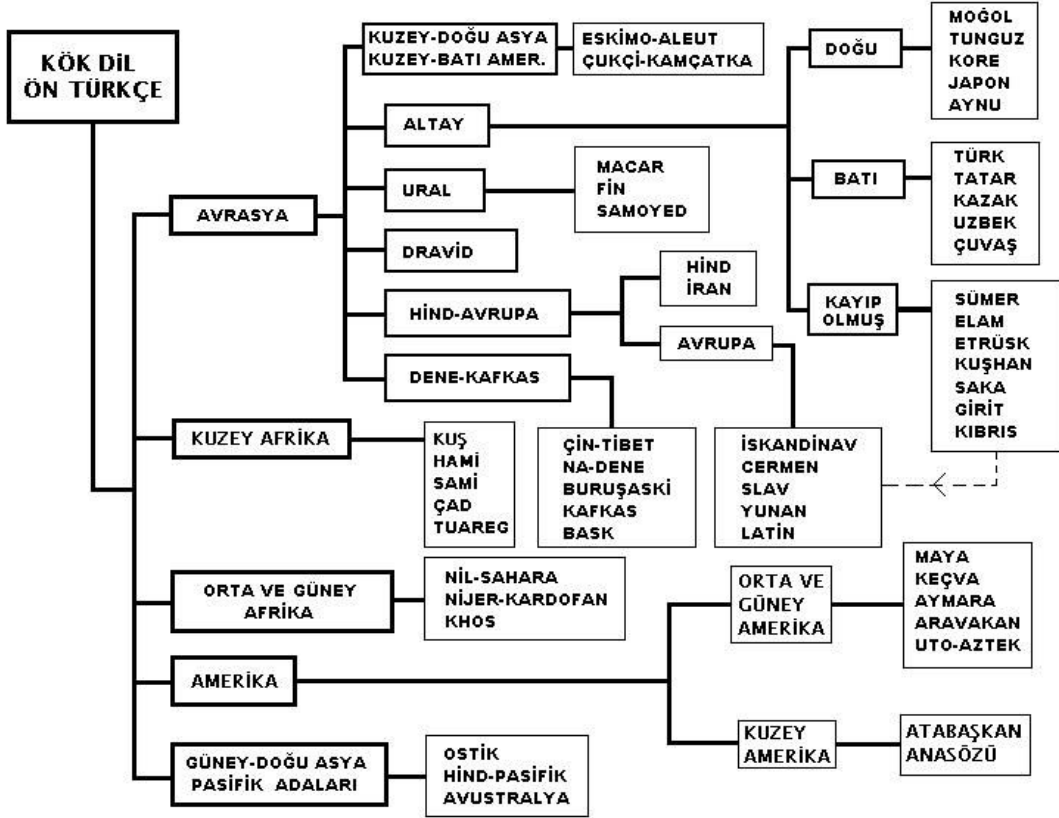 KÖK DİL
ÖN TÜRKÇE
AVRASYA
KUZEY-DOĞU ASYA
KUZEY-BATI AMER.
ESKİMO-ALEUT
ÇUKÇİ-KAMÇATKA
ALTAY
DOĞU
MOĞOL
TUNGUZ
KORE
JAPON
AYNU
BATI
TÜRK
TATAR
KAZAK
UZBEK
ÇUVAŞ
KAYIP
OLMUŞ
SÜMER
ELAM
ETRÜSK
KUŞHAN
SAKA
GİRİT
KIBRIS
URAL
MACAR
FİN
SAMOYED
DRAVİD
HİND-AVRUPA
HİND
İRAN
AVRUPA
İSKANDİNAV
CERMEN
SLAV
YUNAN
LATİN
DENE-KAFKAS
ÇİN-TİBET
NA-DENE
BURUŞASKİ
KAFKAS
BASK
KUZEY AFRİKA
KUŞ
HAMİ
SAMİ
ÇAD
TUAREG
ORTA VE GÜNEY
AFRİKA
NİL-SAHARA
NİJER-KARDOFAN
KHOS
AMERİKA
ORTA VE
GÜNEY
AMERİKA
MAYA
KEÇVA
AYMARA
ARAVAKAN
UTO-AZTEK
KUZEY
AMERİKA
ATABAŞKAN
ANASÖZÜ
GÜNEY-DOĞU ASYA
PASİFİK ADALARI
OSTİK
HİND-PASİFİK
AVUSTRALYA